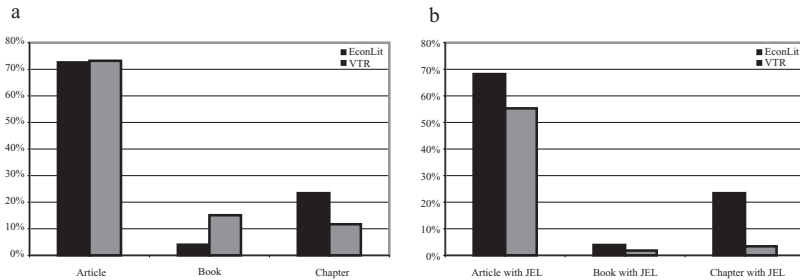 a
80%
70%
60%
50%
40%
30%
20%
10%
0%
EconLit
VTR
Article
Book
Chapter
b
80%
70%
60%
50%
40%
30%
20%
10%
0%
EconLit
VTR
Article with JEL
Book with JEL
Chapter with JEL